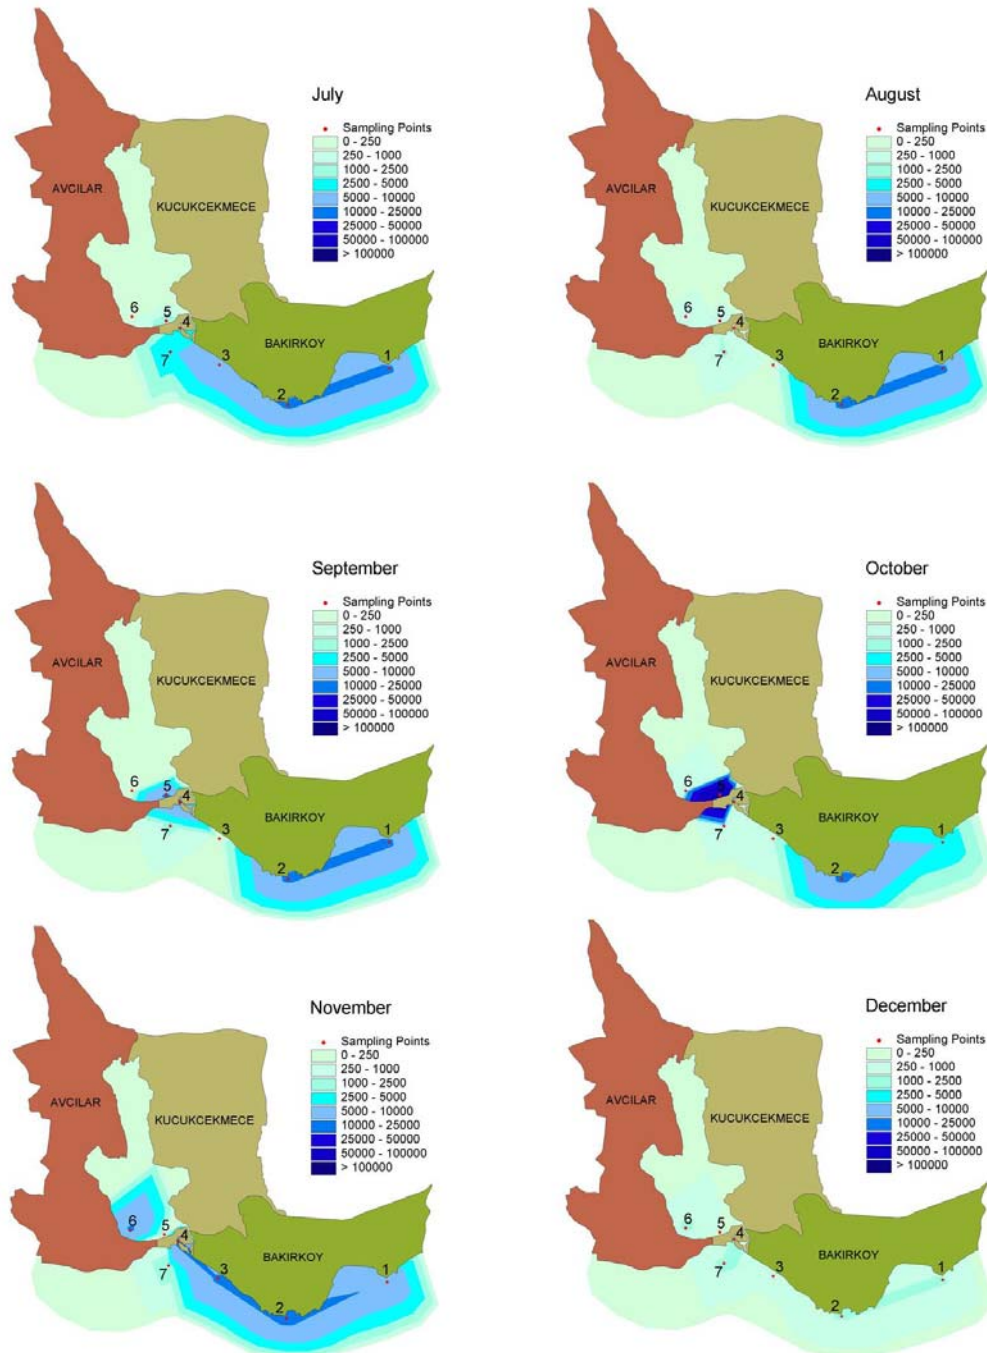 July
Sampling Points
0 - 250
250 - 1000
1000 - 2500
2500 - 5000
5000 - 10000
10000 - 25000
25000 - 50000
50000 - 100000
> 100000
AVCILAR
KUCUKCEKMECE
BAKIRKOY
6
5
4
7
3
2
1
August
Sampling Points
0 - 250
250 - 1000
1000 - 2500
2500 - 5000
5000 - 10000
10000 - 25000
25000 - 50000
50000 - 100000
> 100000
AVCILAR
KUCUKCEKMECE
BAKIRKOY
6
5
4
7
3
2
1
September
Sampling Points
0 - 250
250 - 1000
1000 - 2500
2500 - 5000
5000 - 10000
10000 - 25000
25000 - 50000
50000 - 100000
> 100000
AVCILAR
KUCUKCEKMECE
BAKIRKOY
6
5
4
7
3
2
1
October
Sampling Points
0 - 250
250 - 1000
1000 - 2500
2500 - 5000
5000 - 10000
10000 - 25000
25000 - 50000
50000 - 100000
> 100000
AVCILAR
KUCUKCEKMECE
BAKIRKOY
6
5
4
7
3
2
1
November
Sampling Points
0 - 250
250 - 1000
1000 - 2500
2500 - 5000
5000 - 10000
10000 - 25000
25000 - 50000
50000 - 100000
> 100000
AVCILAR
KUCUKCEKMECE
BAKIRKOY
6
5
4
7
3
2
1
December
Sampling Points
0 - 250
250 - 1000
1000 - 2500
2500 - 5000
5000 - 10000
10000 - 25000
25000 - 50000
50000 - 100000
> 100000
AVCILAR
KUCUKCEKMECE
BAKIRKOY
6
5
4
7
3
2
1